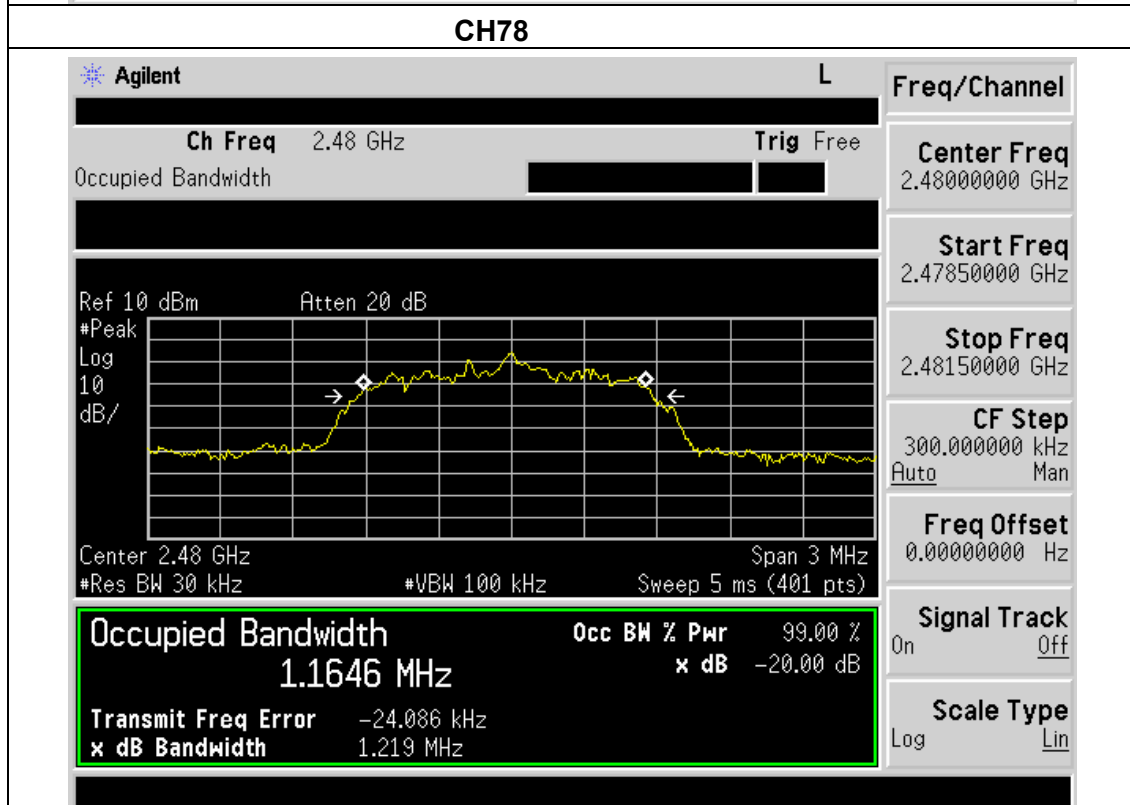 CH78
Agilent L
Freq/Channel
Ch Freq 2.48 GHz Trig Free
Occupied Bandwidth
Center Freq
2.48000000 GHz
Start Freq
2.47850000 GHz
Stop Freq
2.48150000 GHz
CF Step
300.000000 kHz
Auto Man
Freq Offset
0.00000000 Hz
Signal Track
On Off
Scale Type
Log Lin
Ref 10 dBm Atten 20 dB
#Peak
Log
10
dB/
Center 2.48 GHz Span 3 MHz
#Res BW 30 kHz #VBW 100 kHz Sweep 5 ms (401 pts)
Occupied Bandwidth
1.1646 MHz
Occ BW % Pwr 99.00 %
x dB -20.00 dB
Transmit Freq Error -24.086 kHz
x dB Bandwidth 1.219 MHz